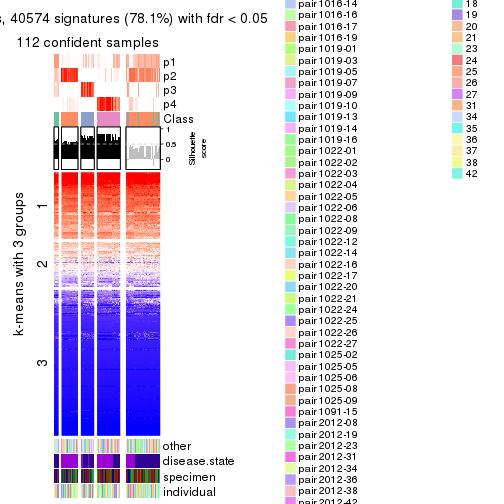 , 40574 signatures (78.1%) with fdr < 0.05
112 confident samples
p1
p2
p3
p4
Class
1
0.5
0
Silhouette
score
k-means with 3 groups
1
2
3
other
disease.state
specimen
individual
pair1016-14
pair1016-16
pair1016-17
pair1016-19
pair1019-01
pair1019-03
pair1019-05
pair1019-07
pair1019-09
pair1019-10
pair1019-13
pair1019-14
pair1019-16
pair1022-01
pair1022-02
pair1022-03
pair1022-04
pair1022-05
pair1022-06
pair1022-08
pair1022-09
pair1022-12
pair1022-14
pair1022-16
pair1022-17
pair1022-20
pair1022-21
pair1022-24
pair1022-25
pair1022-26
pair1022-27
pair1025-02
pair1025-05
pair1025-06
pair1025-08
pair1025-09
pair1091-15
pair2012-08
pair2012-19
pair2012-23
pair2012-31
pair2012-34
pair2012-36
pair2012-38
pair2012-42
18
19
20
21
23
24
25
26
27
31
34
35
36
37
38
42